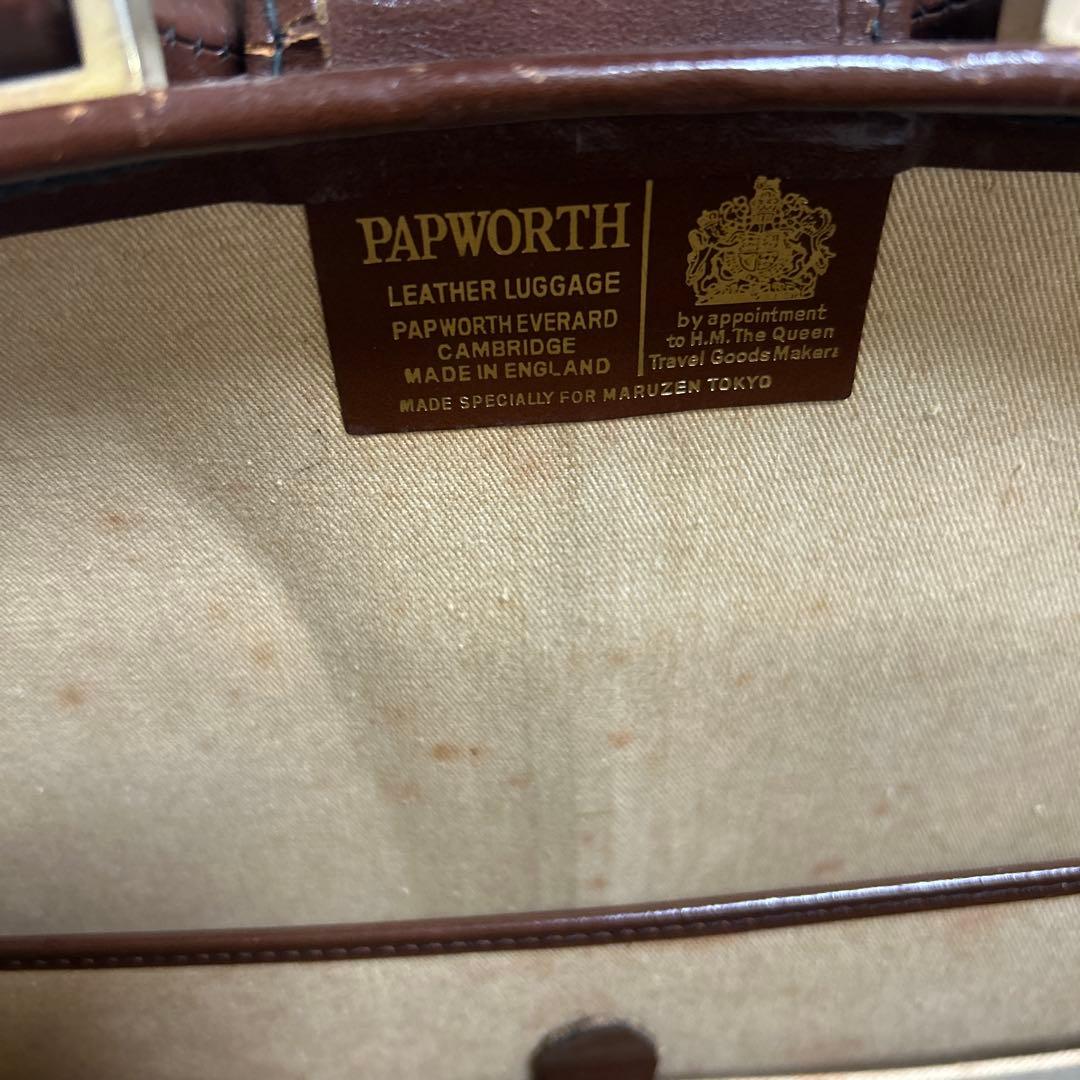 PAPWORTH
LEATHER LUGGAGE
PAPWORTH EVERARD
CAMBRIDGE
MADE IN ENGLAND
by appointment
to H.M. The Queen
Travel Goods Makers
MADE SPECIALLY FOR MARUZEN TOKYO